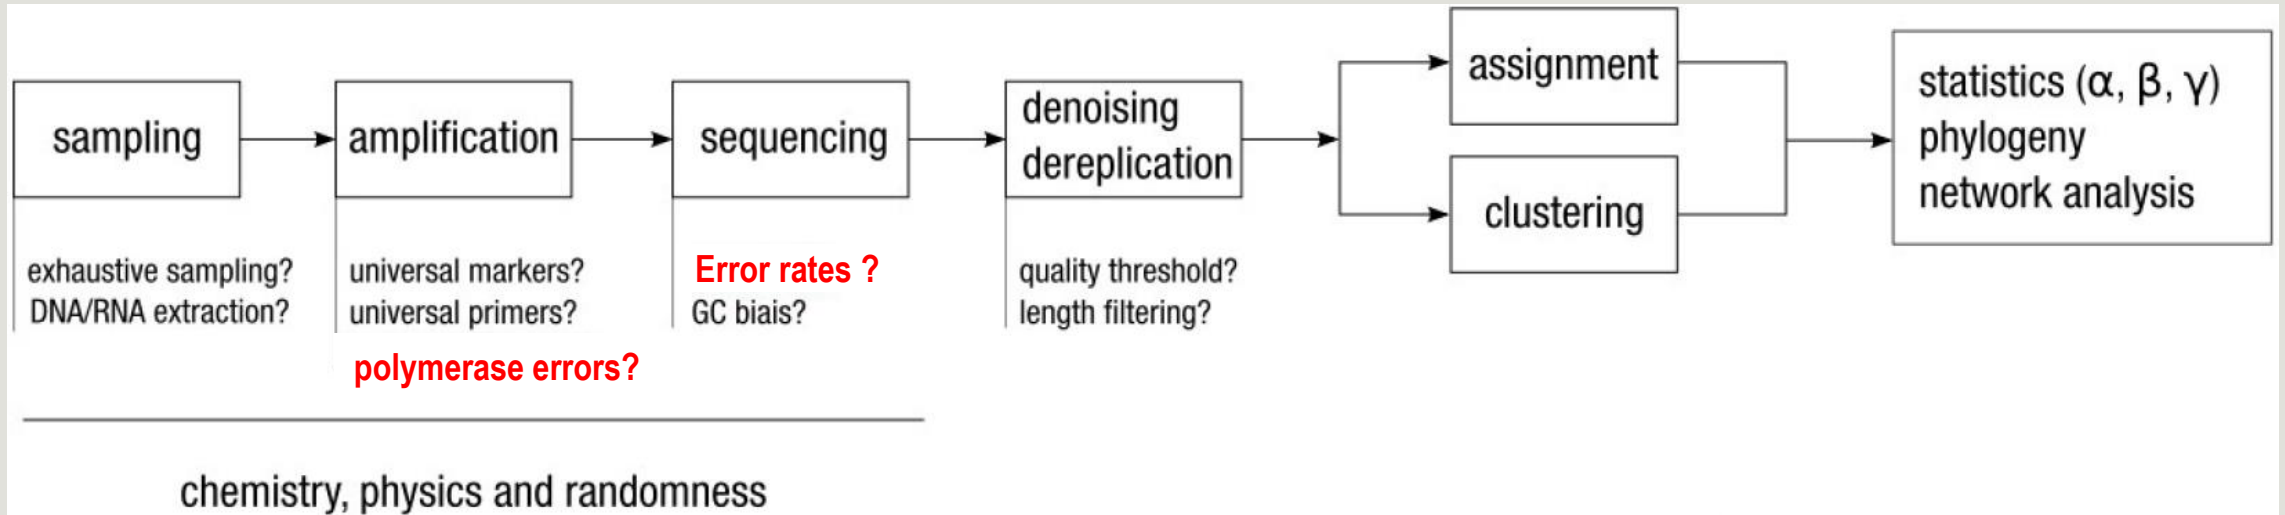 sampling
amplification
sequencing
denoising
dereplication
assignment
clustering
statistics (α, β, γ)
phylogeny
network analysis
exhaustive sampling?
DNA/RNA extraction?
universal markers?
universal primers?
polymerase errors?
Error rates ?
GC biais?
quality threshold?
length filtering?
chemistry, physics and randomness